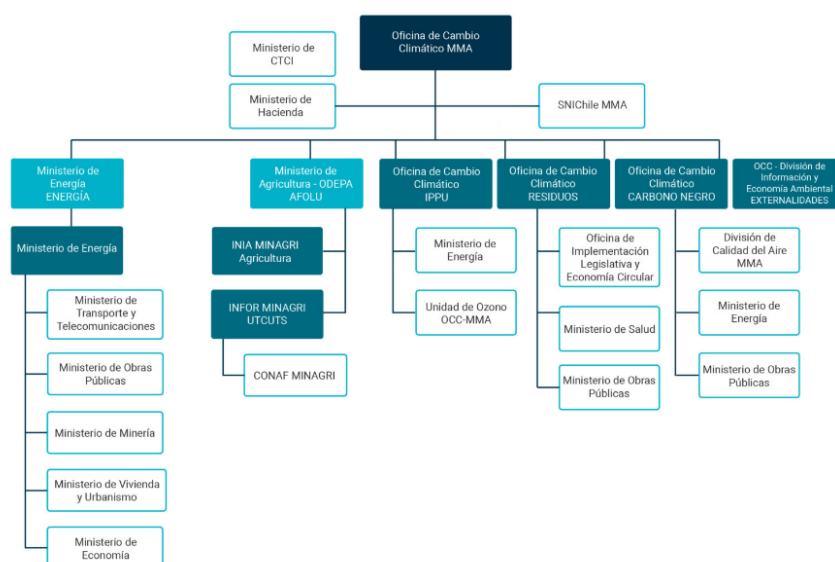 Oficina de Cambio
Climático MMA
Ministerio de
CTCI
Ministerio de
Hacienda
SNIChile MMA
Ministerio de
Energía
ENERGÍA
Ministerio de
Agricultura - ODEPA
AFOLU
Oficina de Cambio
Climático
IPPU
Oficina de Cambio
Climático
RESIDUOS
Oficina de Cambio
Climático
CARBONO NEGRO
OCC - División de
Información y
Economía Ambiental
EXTERNALIDADES
Ministerio de Energía
Ministerio de
Transporte y
Telecomunicaciones
Ministerio de Obras
Públicas
Ministerio de Minería
Ministerio de Vivienda
y Urbanismo
Ministerio de
Economía
INIA MINAGRI
Agricultura
INFOR MINAGRI
UTCUTS
CONAF MINAGRI
Ministerio de
Energía
Unidad de Ozono
OCC-MMA
Oficina de
Implementación
Legislativa y
Economía Circular
Ministerio de Salud
Ministerio de Obras
Públicas
División de
Calidad del Aire
MMA
Ministerio de
Energía
Ministerio de Obras
Públicas